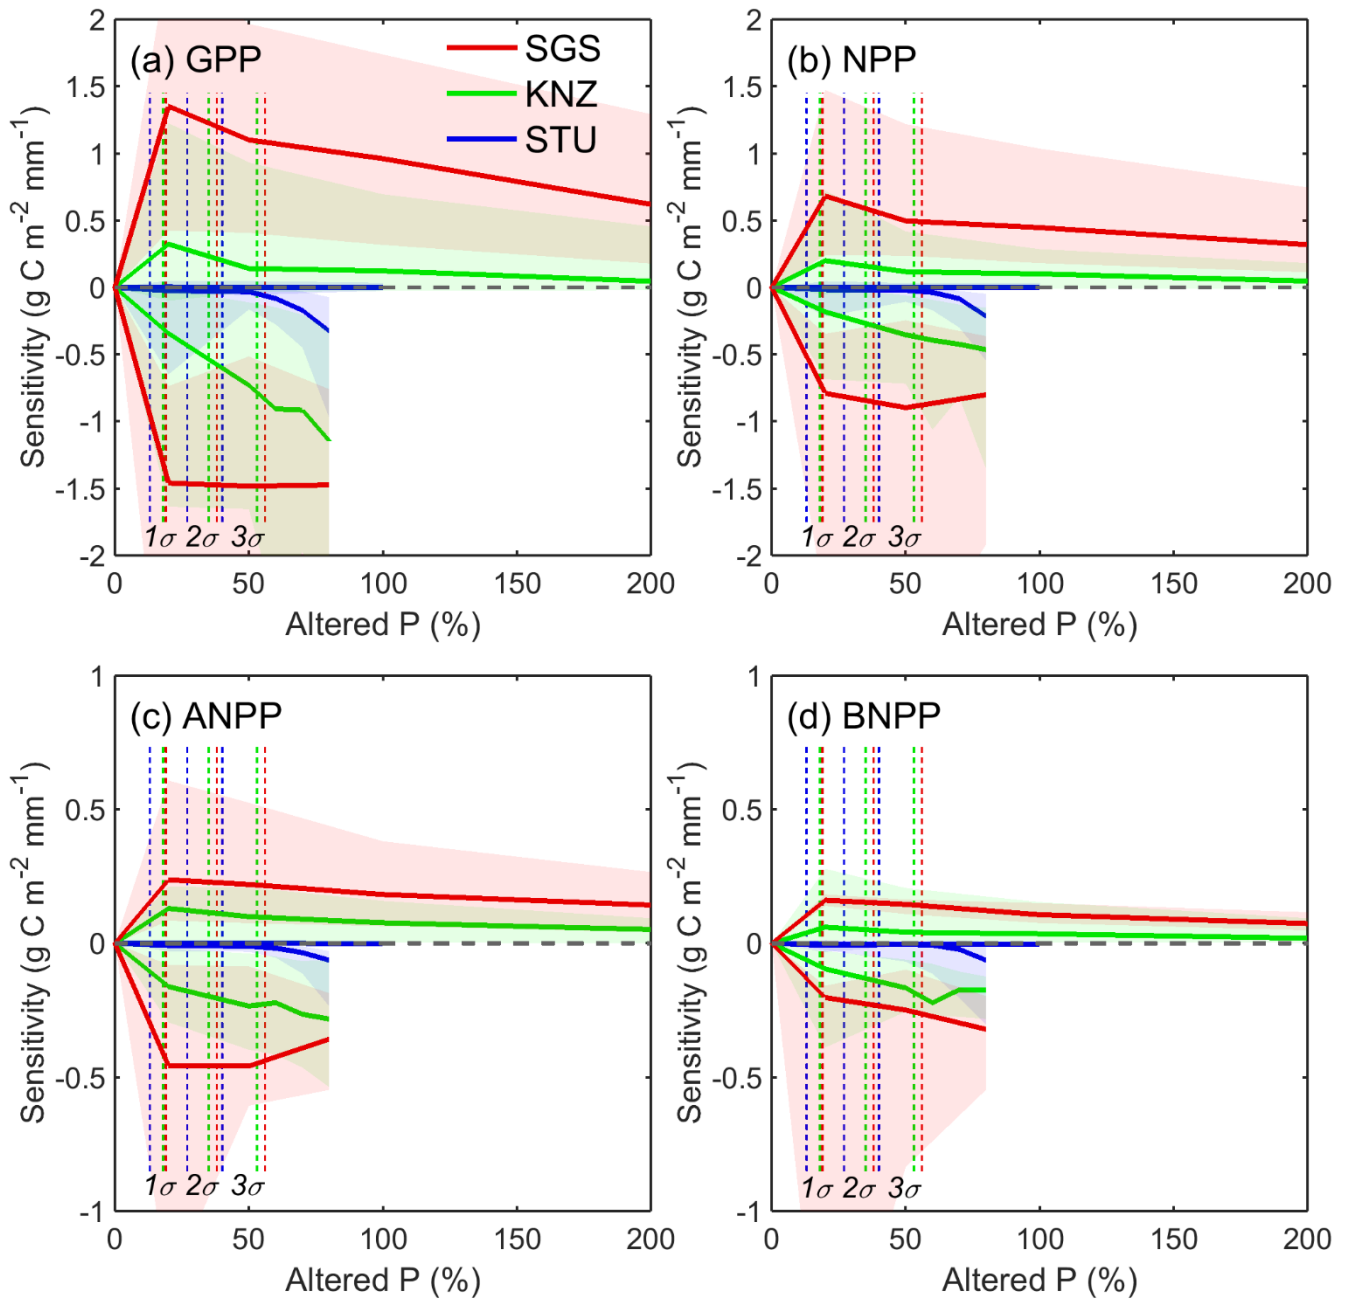 (a) GPP
SGS
KNZ
STU
Sensitivity (g C m⁻² mm⁻¹)
2
1.5
1
0.5
0
-0.5
-1
-1.5
-2
1σ 2σ 3σ
0 50 100 150 200
Altered P (%)
(b) NPP
Sensitivity (g C m⁻² mm⁻¹)
2
1.5
1
0.5
0
-0.5
-1
-1.5
-2
1σ 2σ 3σ
0 50 100 150 200
Altered P (%)
(c) ANPP
Sensitivity (g C m⁻² mm⁻¹)
1
0.5
0
-0.5
-1
1σ 2σ 3σ
0 50 100 150 200
Altered P (%)
(d) BNPP
Sensitivity (g C m⁻² mm⁻¹)
1
0.5
0
-0.5
-1
1σ 2σ 3σ
0 50 100 150 200
Altered P (%)